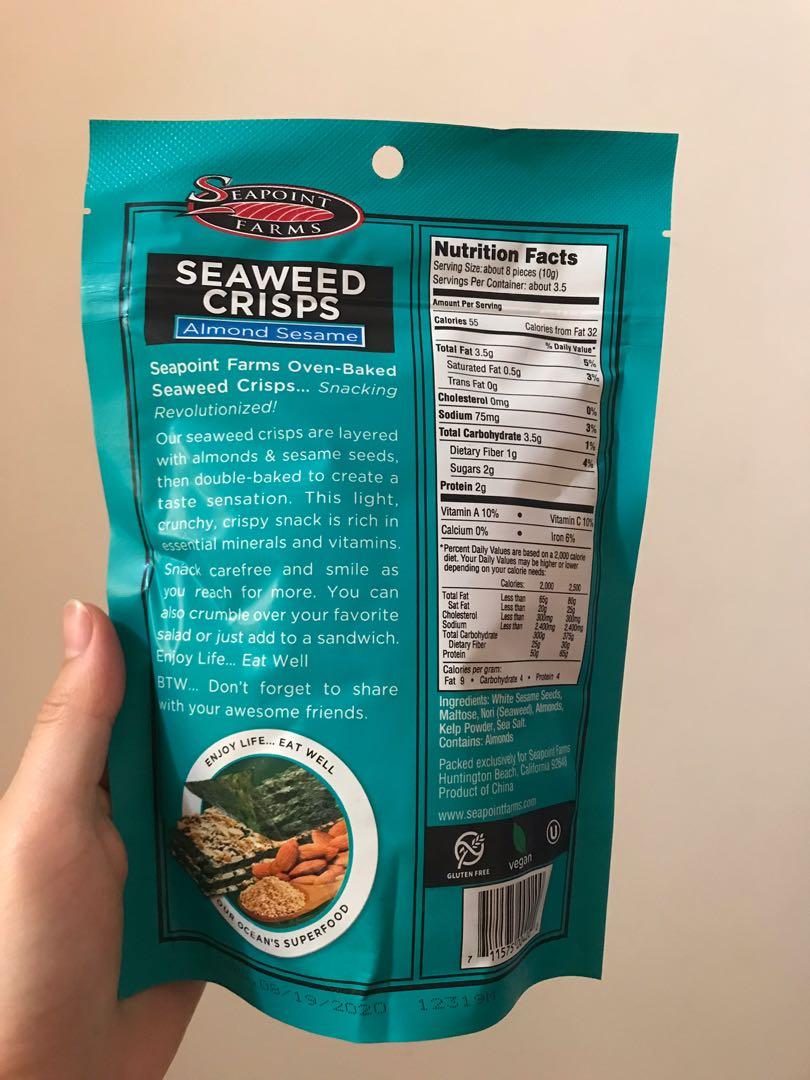 SEAPOINT
FARMS
SEAWEED
CRISPS
Almond Sesame
Seapoint Farms Oven-Baked
Seaweed Crisps... Snacking
Revolutionized!
Our seaweed crisps are layered
with almonds & sesame seeds,
then double-baked to create a
taste sensation. This light,
crunchy, crispy snack is rich in
essential minerals and vitamins.
Snack carefree and smile as
you reach for more. You can
also crumble over your favorite
salad or just add to a sandwich.
Enjoy Life... Eat Well
BTW... Don't forget to share
with your awesome friends.
ENJOY LIFE... EAT WELL
OUR OCEAN'S SUPERFOOD
Nutrition Facts
Serving Size: about 8 pieces (10g)
Servings Per Container: about 3.5
Amount Per Serving
Calories 55 Calories from Fat 32
% Daily Value*
Total Fat 3.5g 5%
Saturated Fat 0.5g 3%
Trans Fat 0g
Cholesterol 0mg 0%
Sodium 75mg 3%
Total Carbohydrate 3.5g 1%
Dietary Fiber 1g 4%
Sugars 2g
Protein 2g
Vitamin A 10% • Vitamin C 10%
Calcium 0% • Iron 6%
*Percent Daily Values are based on a 2,000 calorie
diet. Your Daily Values may be higher or lower
depending on your calorie needs:
Calories: 2,000 2,500
Total Fat Less than 65g 80g
Sat Fat Less than 20g 25g
Cholesterol Less than 300mg 300mg
Sodium Less than 2,400mg 2,400mg
Total Carbohydrate 300g 375g
Dietary Fiber 25g 30g
Protein 50g 65g
Calories per gram:
Fat 9 • Carbohydrate 4 • Protein 4
Ingredients: White Sesame Seeds,
Maltose, Nori (Seaweed), Almonds,
Kelp Powder, Sea Salt.
Contains: Almonds
Packed exclusively for Seapoint Farms
Huntington Beach, California 92648
Product of China
www.seapointfarms.com
GLUTEN FREE
vegan
U
7 11575
08/19/2020 12319M